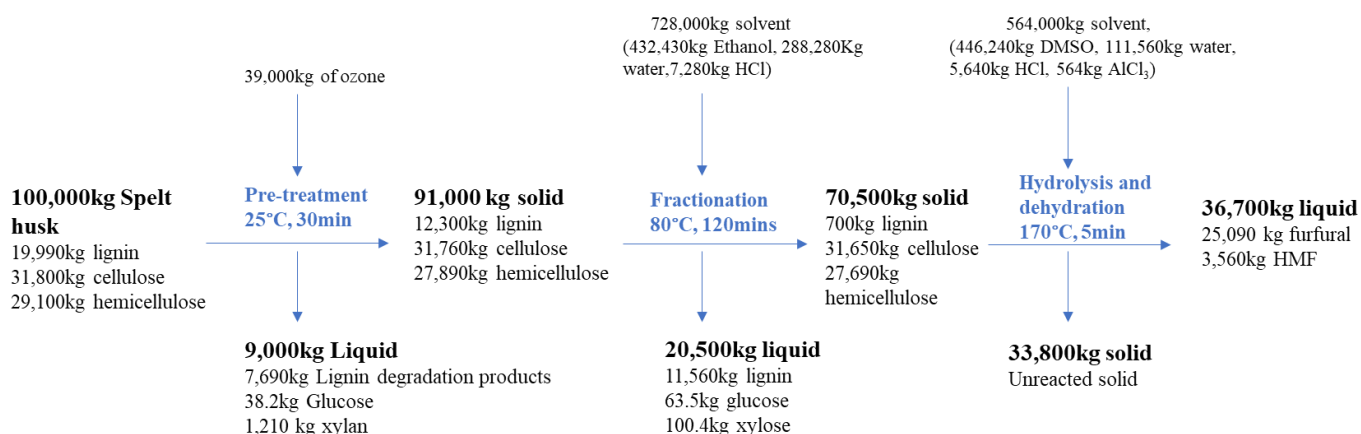 39,000kg of ozone
728,000kg solvent
(432,430kg Ethanol, 288,280Kg
water,7,280kg HCl)
564,000kg solvent,
(446,240kg DMSO, 111,560kg water,
5,640kg HCl, 564kg AlCl₃)
100,000kg Spelt
husk
19,990kg lignin
31,800kg cellulose
29,100kg hemicellulose
Pre-treatment
25°C, 30min
91,000 kg solid
12,300kg lignin
31,760kg cellulose
27,890kg hemicellulose
Fractionation
80°C, 120mins
70,500kg solid
700kg lignin
31,650kg cellulose
27,690kg
hemicellulose
Hydrolysis and
dehydration
170°C, 5min
36,700kg liquid
25,090 kg furfural
3,560kg HMF
9,000kg Liquid
7,690kg Lignin degradation products
38.2kg Glucose
1,210 kg xylan
20,500kg liquid
11,560kg lignin
63.5kg glucose
100.4kg xylose
33,800kg solid
Unreacted solid